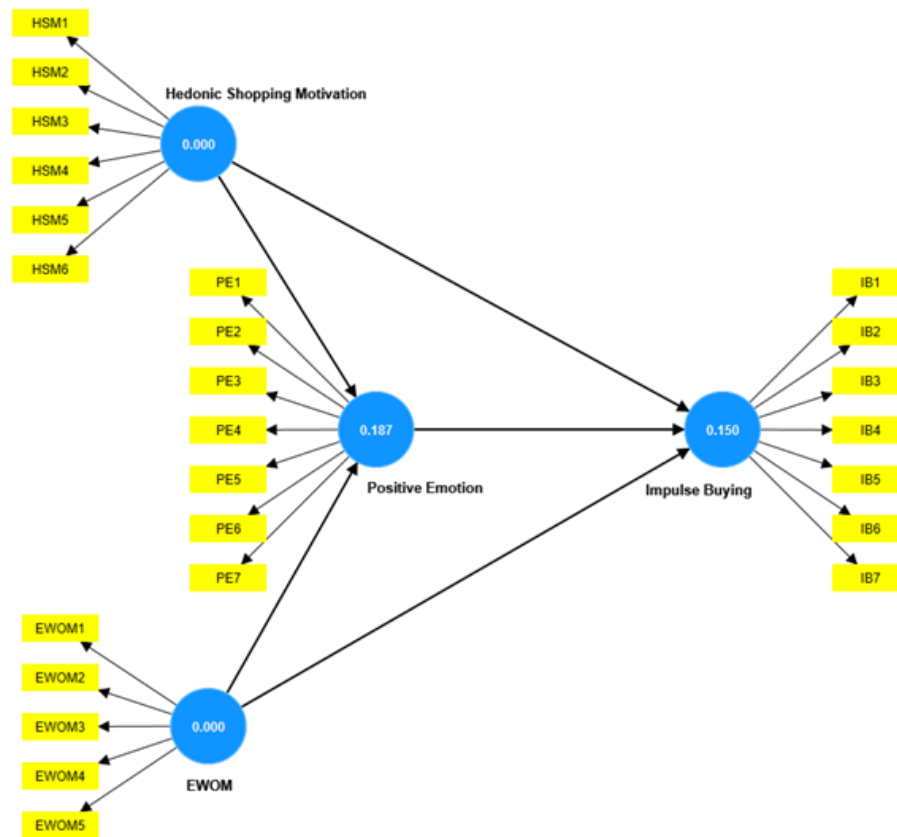 HSM1
HSM2
HSM3
HSM4
HSM5
HSM6
Hedonic Shopping Motivation
0.000
PE1
PE2
PE3
PE4
PE5
PE6
PE7
0.187
Positive Emotion
IB1
IB2
IB3
IB4
IB5
IB6
IB7
0.150
Impulse Buying
EWOM1
EWOM2
EWOM3
EWOM4
EWOM5
0.000
EWOM